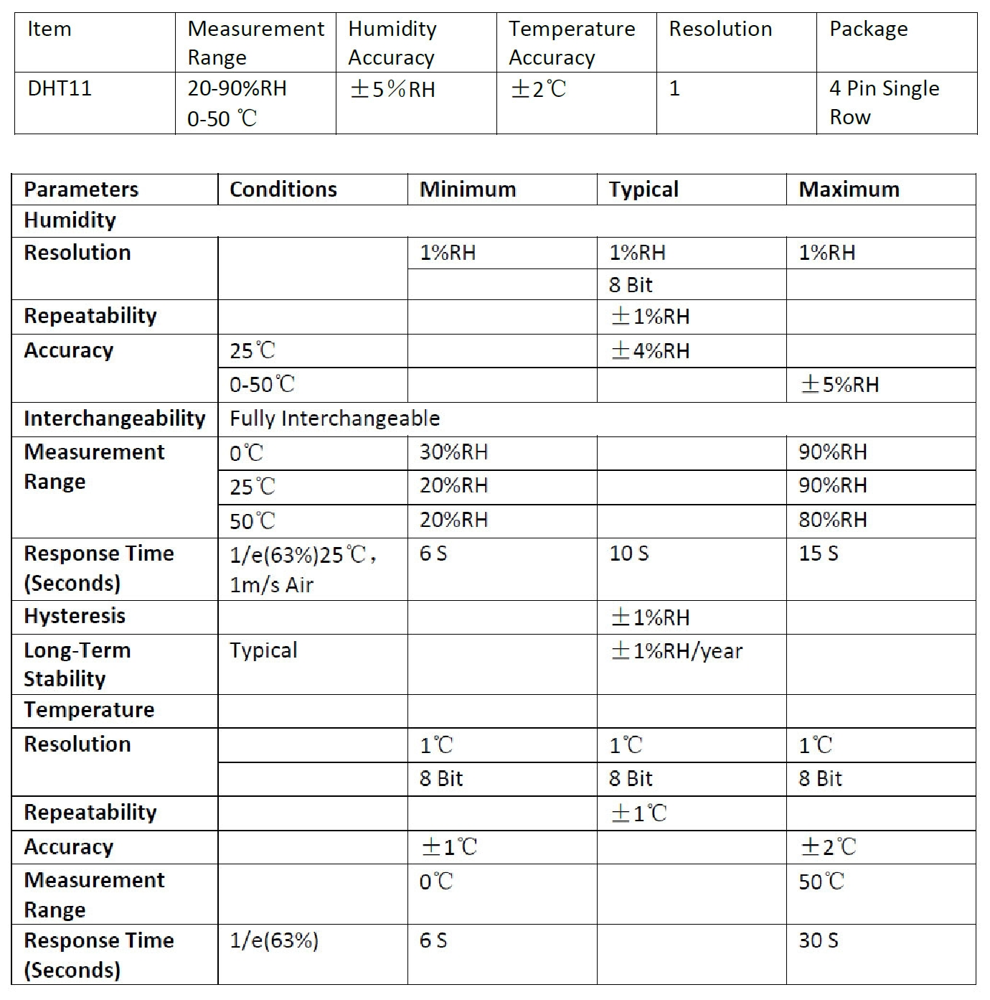 Item Measurement Range Humidity Accuracy Temperature Accuracy Resolution Package
DHT11 20-90%RH 0-50 ℃ ±5%RH ±2℃ 1 4 Pin Single Row
Parameters Conditions Minimum Typical Maximum
Humidity
Resolution 1%RH 1%RH 1%RH
8 Bit
Repeatability ±1%RH
Accuracy 25℃ ±4%RH
0-50℃ ±5%RH
Interchangeability Fully Interchangeable
Measurement Range 0℃ 30%RH 90%RH
25℃ 20%RH 90%RH
50℃ 20%RH 80%RH
Response Time (Seconds) 1/e(63%)25℃, 1m/s Air 6 S 10 S 15 S
Hysteresis ±1%RH
Long-Term Stability Typical ±1%RH/year
Temperature
Resolution 1℃ 1℃ 1℃
8 Bit 8 Bit 8 Bit
Repeatability ±1℃
Accuracy ±1℃ ±2℃
Measurement Range 0℃ 50℃
Response Time (Seconds) 1/e(63%) 6 S 30 S